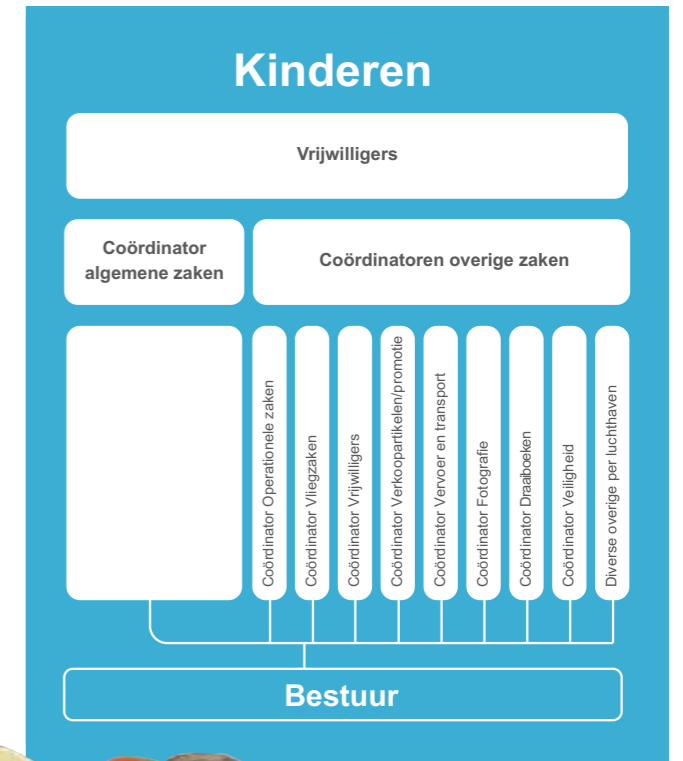 Kinderen
Vrijwilligers
Coördinator
algemene zaken
Coördinatoren overige zaken
Coördinator Operationele zaken
Coördinator Vliegzaken
Coördinator Vrijwilligers
Coördinator Verkoopartikelen/promotie
Coördinator Vervoer en transport
Coördinator Fotografie
Coördinator Draaiboeken
Coördinator Veiligheid
Diverse overige per luchthaven
Bestuur